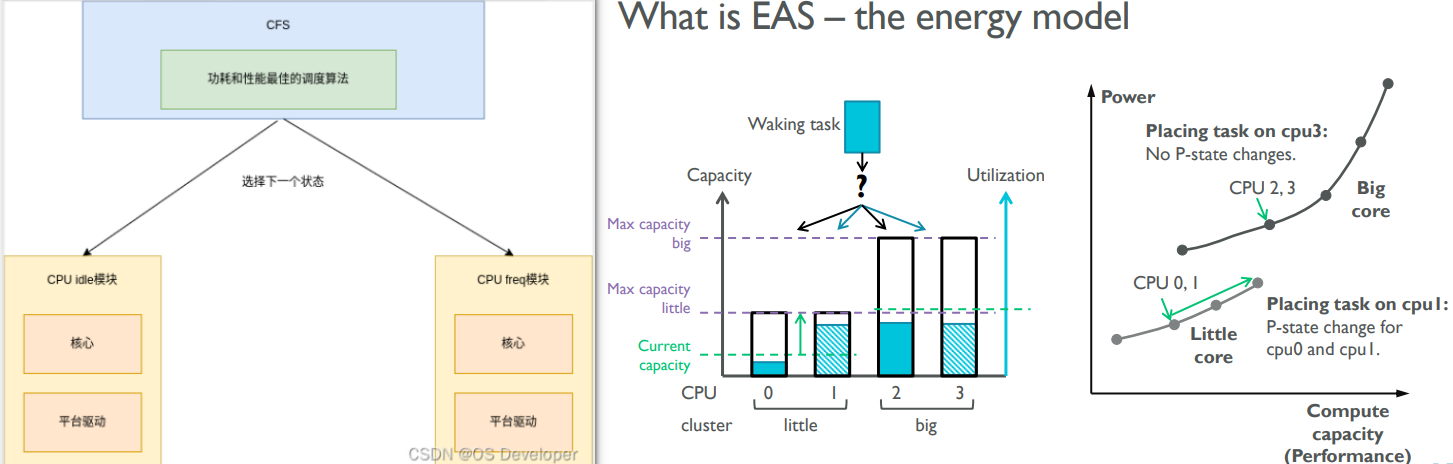 CFS
功耗和性能最佳的调度算法
选择下一个状态
CPU idle模块
核心
平台驱动
CPU freq模块
核心
平台驱动
CSDN @OS Developer
What is EAS – the energy model
Waking task
?
Capacity
Utilization
Max capacity
big
Max capacity
little
Current
capacity
CPU 0 1 2 3
cluster little big
Power
Placing task on cpu3:
No P-state changes.
CPU 2, 3
Big
core
CPU 0, 1
Placing task on cpu1:
P-state change for
cpu0 and cpu1.
Little
core
Compute
capacity
(Performance)